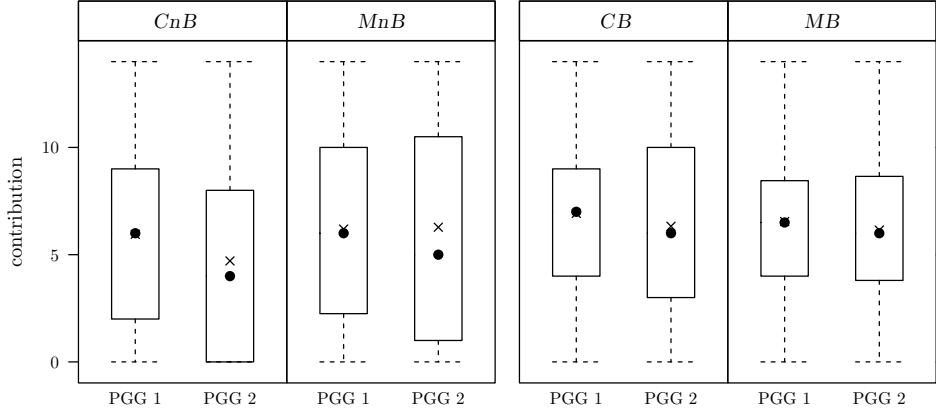 CnB MnB CB MB
contribution
10
5
0
PGG 1 PGG 2 PGG 1 PGG 2 PGG 1 PGG 2 PGG 1 PGG 2